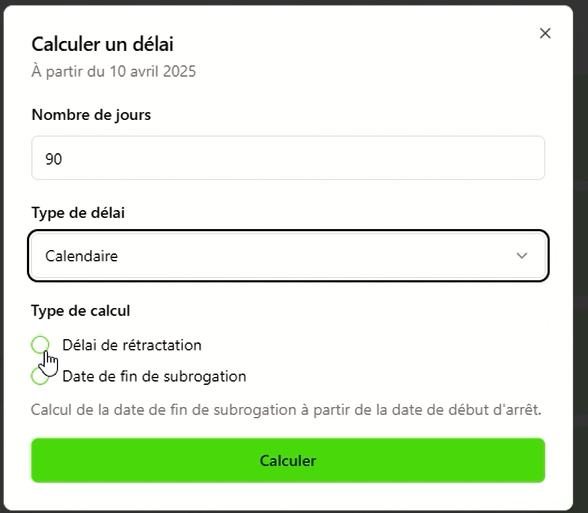 Calculer un délai
À partir du 10 avril 2025
Nombre de jours
90
Type de délai
Calendaire
Type de calcul
Délai de rétractation
Date de fin de subrogation
Calcul de la date de fin de subrogation à partir de la date de début d'arrêt.
Calculer